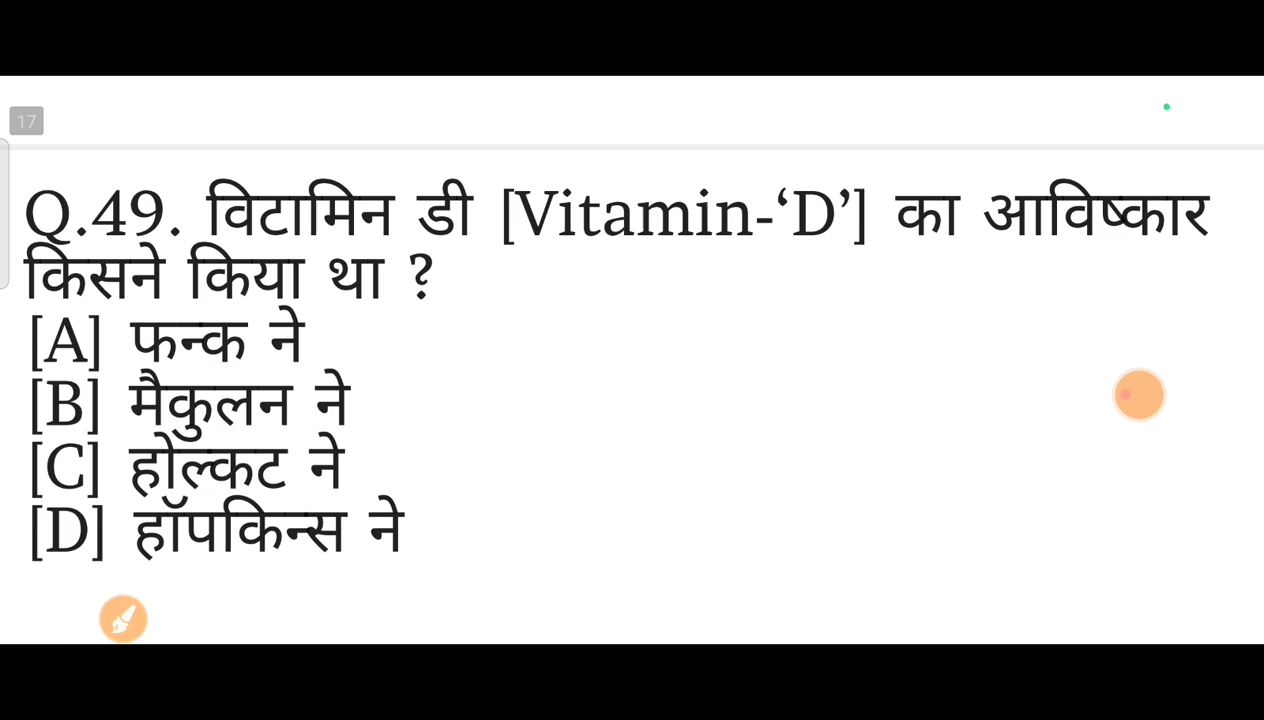 17
Q.49. विटामिन डी [Vitamin-‘D’] का आविष्कार
किसने किया था ?
[A] फन्क ने
[B] मैकुलन ने
[C] होल्कट ने
[D] हॉपकिन्स ने